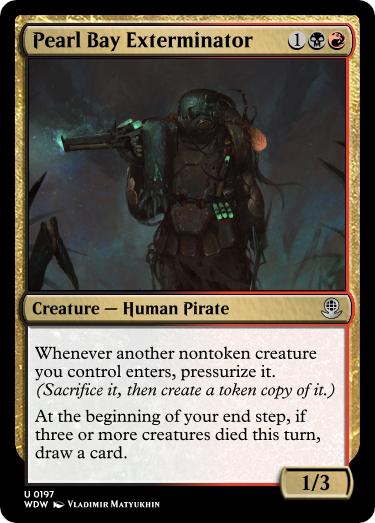 Pearl Bay Exterminator 1
Creature — Human Pirate
Whenever another nontoken creature
you control enters, pressurize it.
(Sacrifice it, then create a token copy of it.)
At the beginning of your end step, if
three or more creatures died this turn,
draw a card.
1/3
U 0197
WDW Vladimir Matyukhin